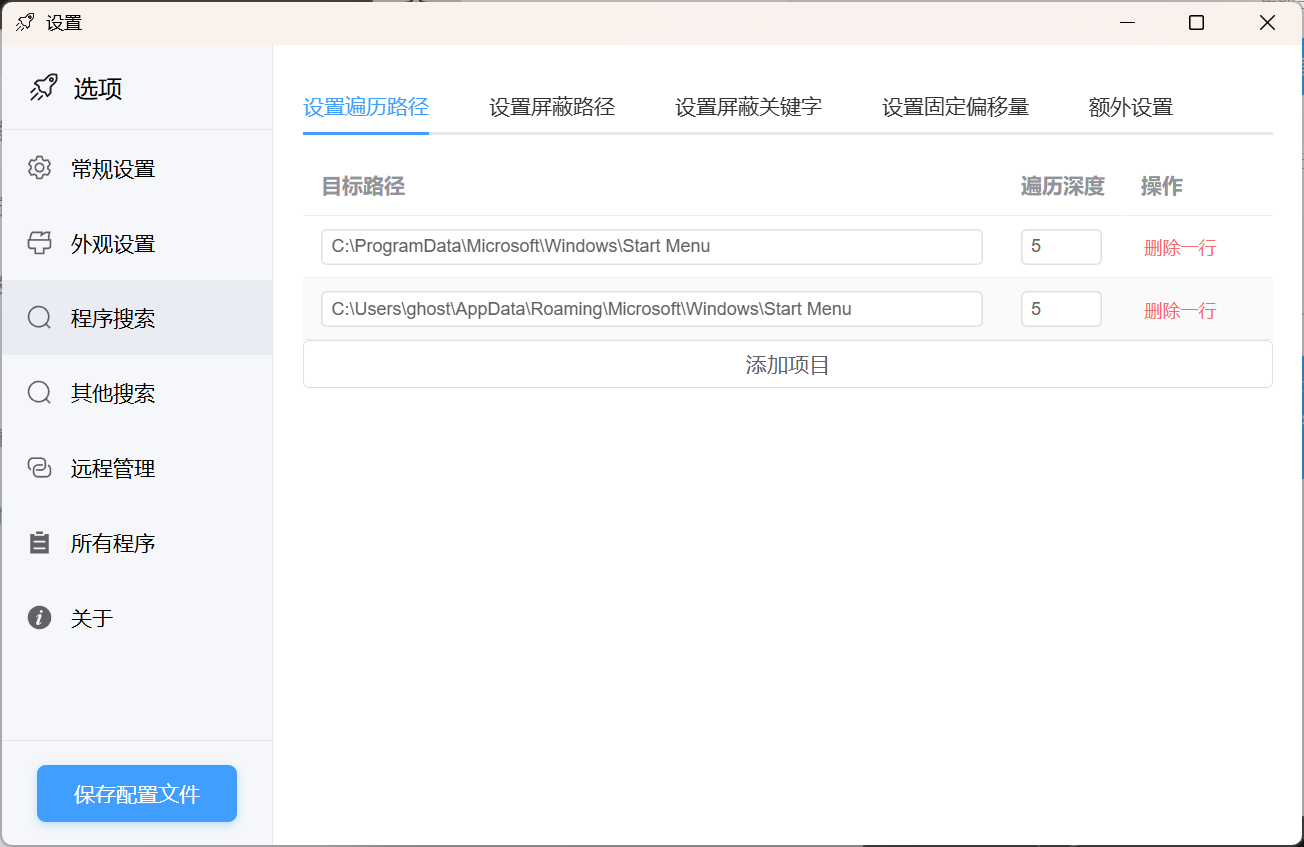 设置
选项
常规设置
外观设置
程序搜索
其他搜索
远程管理
所有程序
关于
保存配置文件
设置遍历路径 设置屏蔽路径 设置屏蔽关键字 设置固定偏移量 额外设置
目标路径 遍历深度 操作
C:\ProgramData\Microsoft\Windows\Start Menu 5 删除一行
C:\Users\ghost\AppData\Roaming\Microsoft\Windows\Start Menu 5 删除一行
添加项目